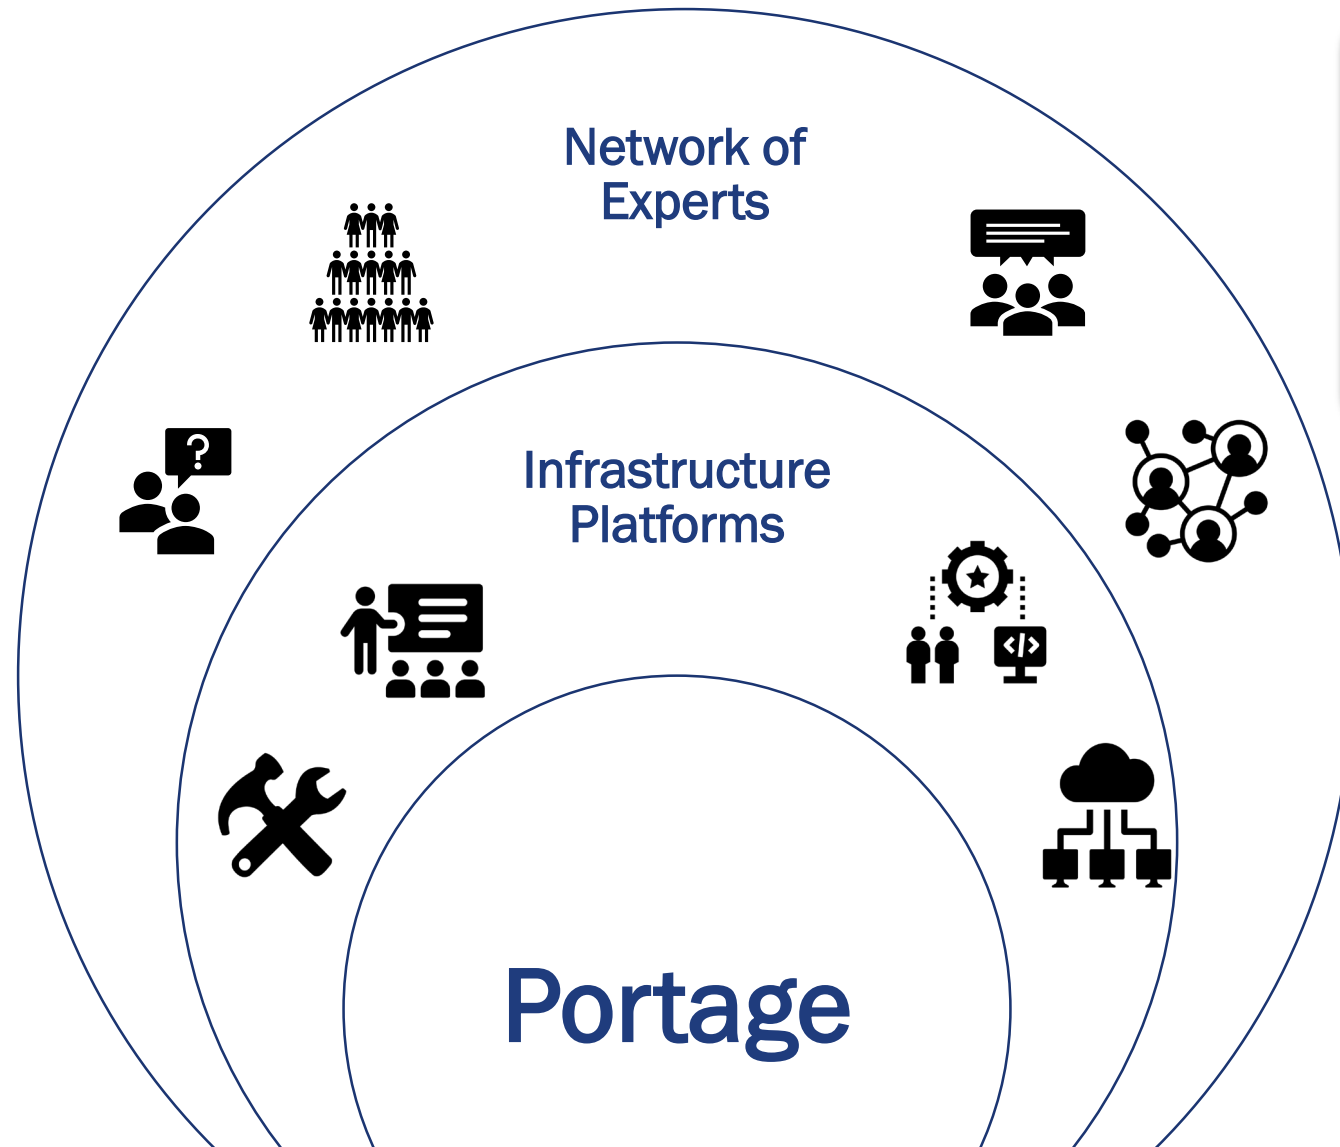 Network of
Experts
?
Infrastructure
Platforms
</>
Portage